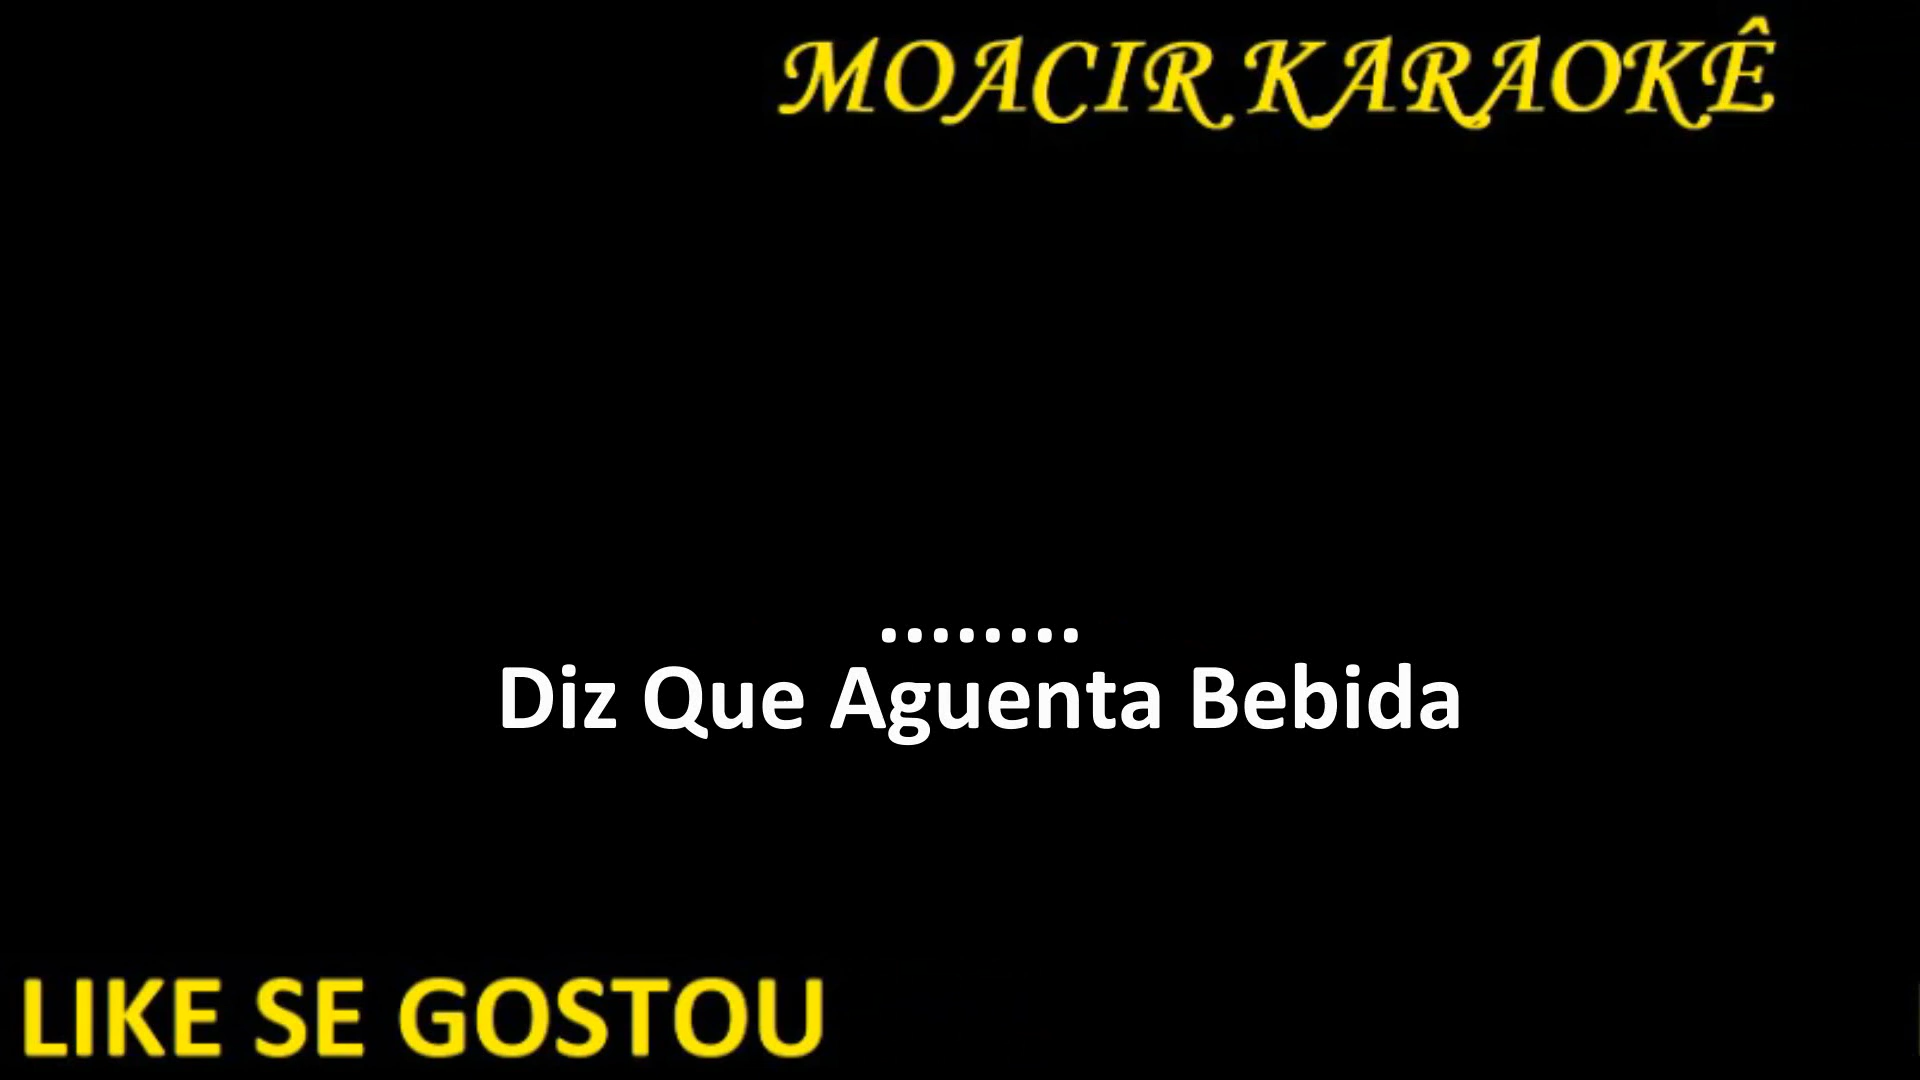 MOACIR KARAOKÊ
........
Diz Que Aguenta Bebida
LIKE SE GOSTOU